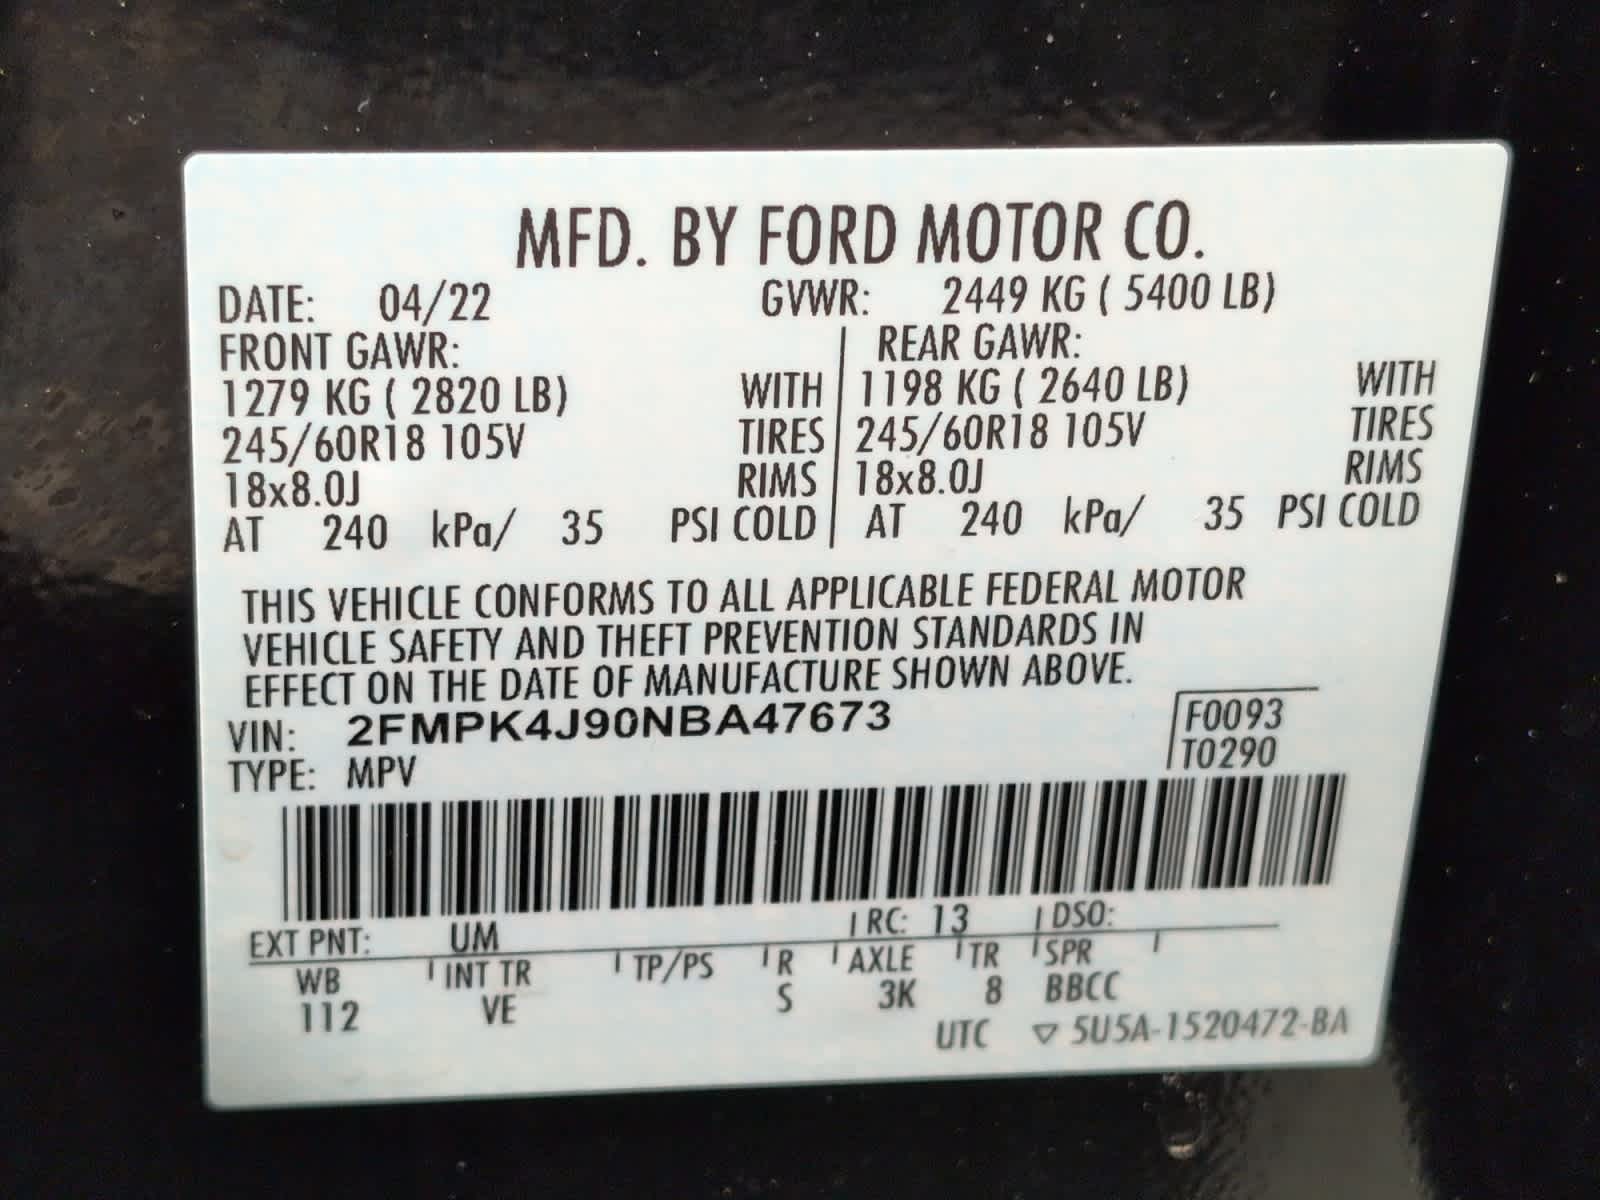 MFD. BY FORD MOTOR CO.
DATE: 04/22 GVWR: 2449 KG ( 5400 LB)
FRONT GAWR: REAR GAWR:
1279 KG ( 2820 LB) WITH 1198 KG ( 2640 LB) WITH
245/60R18 105V TIRES 245/60R18 105V TIRES
18x8.0J RIMS 18x8.0J RIMS
AT 240 kPa/ 35 PSI COLD AT 240 kPa/ 35 PSI COLD
THIS VEHICLE CONFORMS TO ALL APPLICABLE FEDERAL MOTOR
VEHICLE SAFETY AND THEFT PREVENTION STANDARDS IN
EFFECT ON THE DATE OF MANUFACTURE SHOWN ABOVE.
VIN: 2FMPK4J90NBA47673 F0093
TYPE: MPV T0290
EXT PNT: UM RC: 13 DSO:
WB INT TR TP/PS R AXLE TR SPR
112 VE S 3K 8 BBCC
UTC ▽ 5U5A-1520472-BA